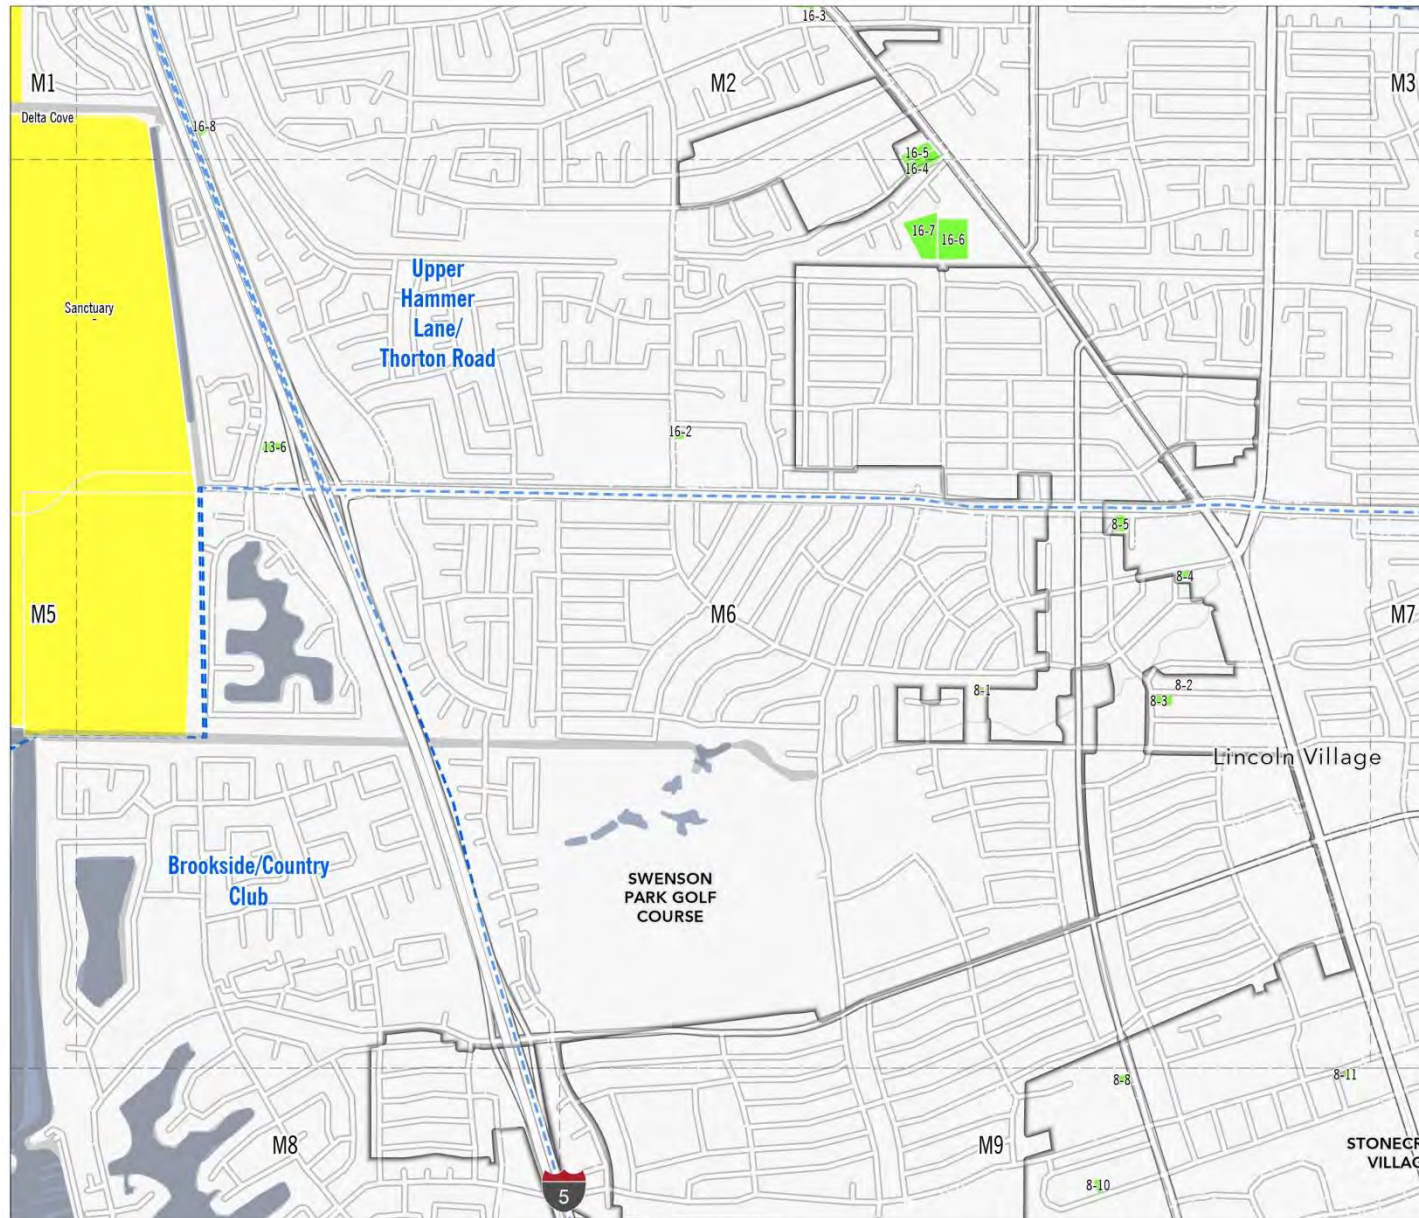 16-3
M1
M2
M3
Delta Cove
16-8
16-5
16-4
16-7
16-6
Upper
Hammer
Lane/
Thorton Road
Sanctuary
16-2
13-6
8-5
8-4
M5
M6
M7
8-1
8-2
8-3
Lincoln Village
Brookside/Country
Club
SWENSON
PARK GOLF
COURSE
8-8
8-11
M8
M9
STONECR
VILLAG
8-10
5